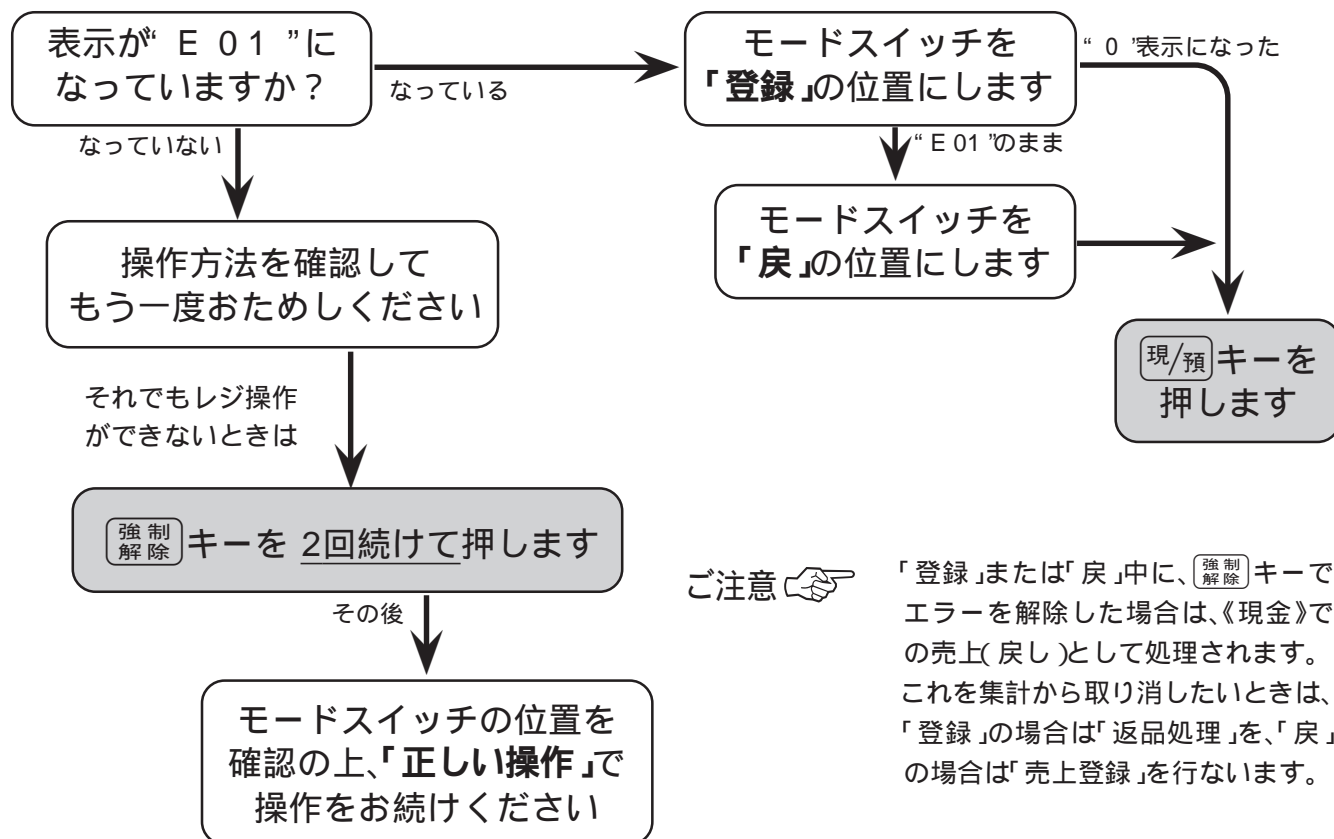 表示が“ E 0 1 ”に
なっていますか？
なっている
なっていない
モードスイッチを
「登録」の位置にします
“ 0 ”表示になった
“ E 01 ”のまま
モードスイッチを
「戻」の位置にします
現/預キーを
押します
操作方法を確認して
もう一度おためしください
それでもレジ操作
ができないときは
強制解除キーを 2回続けて押します
その後
モードスイッチの位置を
確認の上、「正しい操作」で
操作をお続けください
ご注意
「登録」または「戻」中に、強制解除キーで
エラーを解除した場合は、《現金》で
の売上(戻し)として処理されます。
これを集計から取り消したいときは、
「登録」の場合は「返品処理」を、「戻」
の場合は「売上登録」を行ないます。